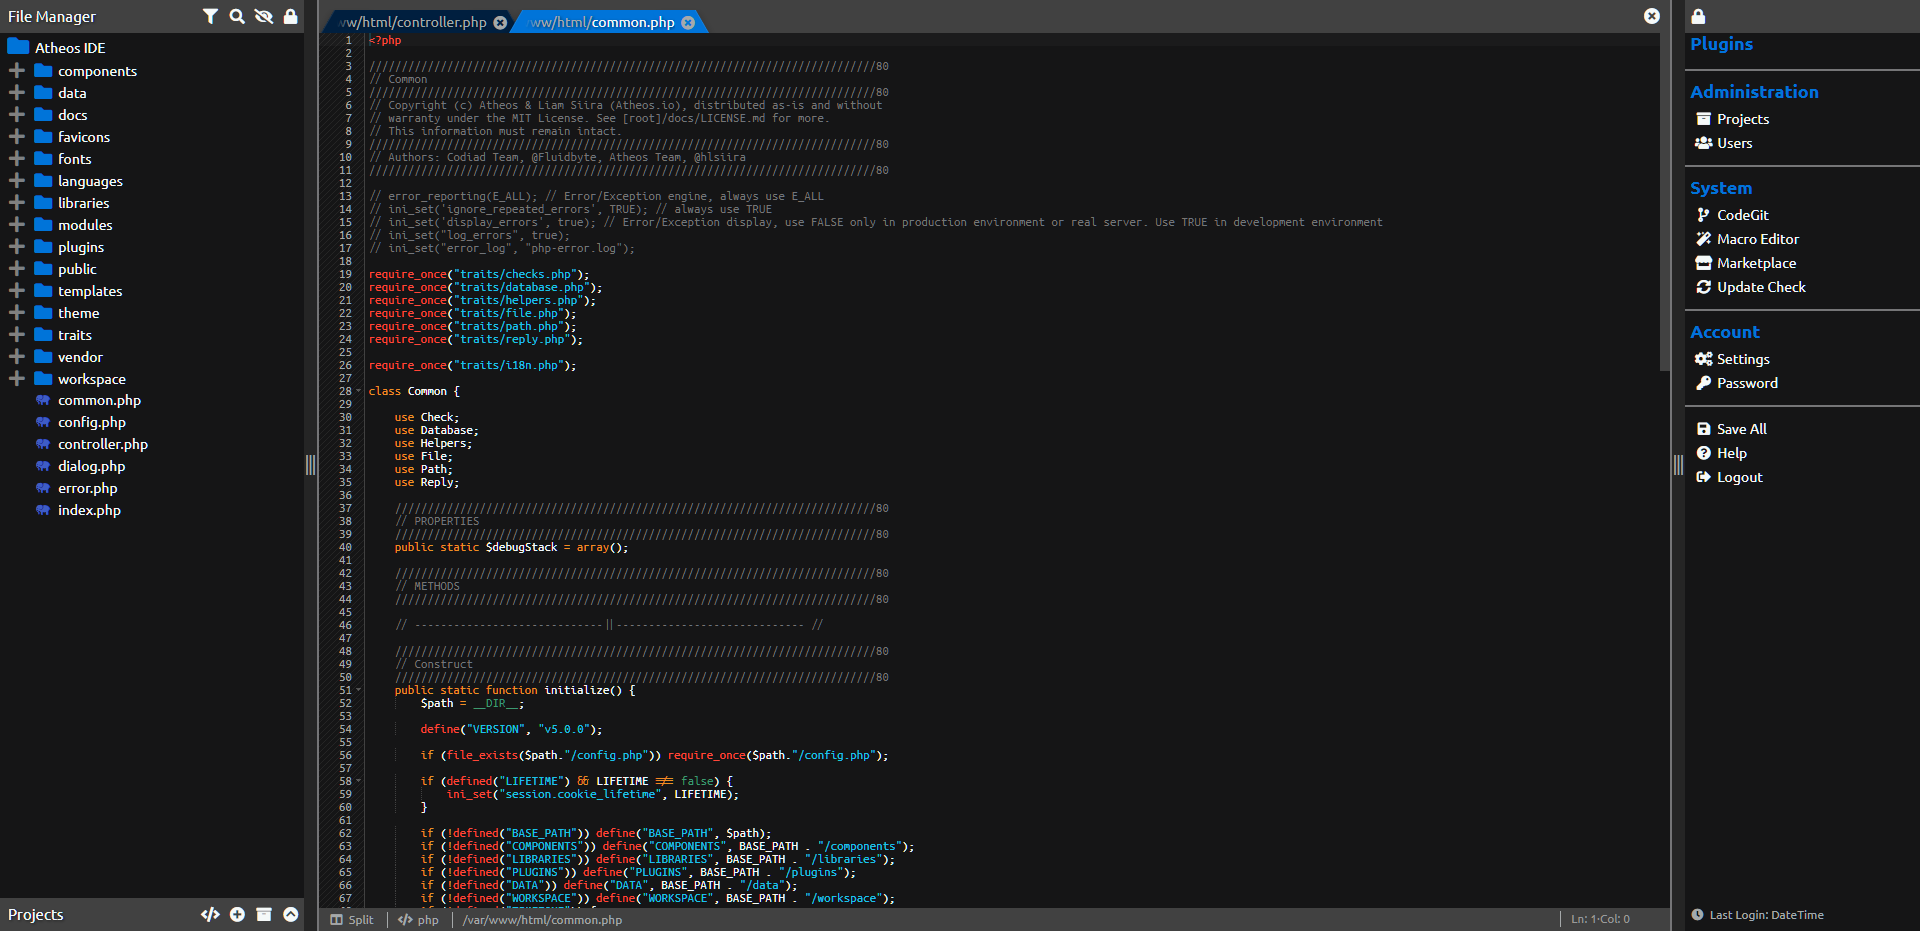 File Manager
Atheos IDE
components
data
docs
favicons
fonts
languages
libraries
modules
plugins
public
templates
theme
traits
vendor
workspace
common.php
config.php
controller.php
dialog.php
error.php
index.php
Projects
ww/html/controller.php
www/html/common.php
1 <?php
2
3 //////////////////////////////////////////////////////////////////////////////80
4 // Common
5 //////////////////////////////////////////////////////////////////////////////80
6 // Copyright (c) Atheos & Liam Siira (Atheos.io), distributed as-is and without
7 // warranty under the MIT License. See [root]/docs/LICENSE.md for more.
8 // This information must remain intact.
9 //////////////////////////////////////////////////////////////////////////////80
10 // Authors: Codiad Team, @Fluidbyte, Atheos Team, @hlsiira
11 //////////////////////////////////////////////////////////////////////////////80
12
13 // error_reporting(E_ALL); // Error/Exception engine, always use E_ALL
14 // ini_set('ignore_repeated_errors', TRUE); // always use TRUE
15 // ini_set('display_errors', true); // Error/Exception display, use FALSE only in production environment or real server. Use TRUE in development environment
16 // ini_set("log_errors", true);
17 // ini_set("error_log", "php-error.log");
18
19 require_once("traits/checks.php");
20 require_once("traits/database.php");
21 require_once("traits/helpers.php");
22 require_once("traits/file.php");
23 require_once("traits/path.php");
24 require_once("traits/reply.php");
25
26 require_once("traits/i18n.php");
27
28 class Common {
29
30 use Check;
31 use Database;
32 use Helpers;
33 use File;
34 use Path;
35 use Reply;
36
37 //////////////////////////////////////////////////////////////////////////80
38 // PROPERTIES
39 //////////////////////////////////////////////////////////////////////////80
40 public static $debugStack = array();
41
42 //////////////////////////////////////////////////////////////////////////80
43 // METHODS
44 //////////////////////////////////////////////////////////////////////////80
45
46 // -----------------------------||----------------------------- //
47
48 //////////////////////////////////////////////////////////////////////////80
49 // Construct
50 //////////////////////////////////////////////////////////////////////////80
51 public static function initialize() {
52 $path = __DIR__;
53
54 define("VERSION", "v5.0.0");
55
56 if (file_exists($path."/config.php")) require_once($path."/config.php");
57
58 if (defined("LIFETIME") && LIFETIME !== false) {
59 ini_set("session.cookie_lifetime", LIFETIME);
60 }
61
62 if (!defined("BASE_PATH")) define("BASE_PATH", $path);
63 if (!defined("COMPONENTS")) define("COMPONENTS", BASE_PATH . "/components");
64 if (!defined("LIBRARIES")) define("LIBRARIES", BASE_PATH . "/libraries");
65 if (!defined("PLUGINS")) define("PLUGINS", BASE_PATH . "/plugins");
66 if (!defined("DATA")) define("DATA", BASE_PATH . "/data");
67 if (!defined("WORKSPACE")) define("WORKSPACE", BASE_PATH . "/workspace");
Split
php
/var/www/html/common.php
Ln: 1·Col: 0
Plugins
Administration
Projects
Users
System
CodeGit
Macro Editor
Marketplace
Update Check
Account
Settings
Password
Save All
Help
Logout
Last Login: DateTime